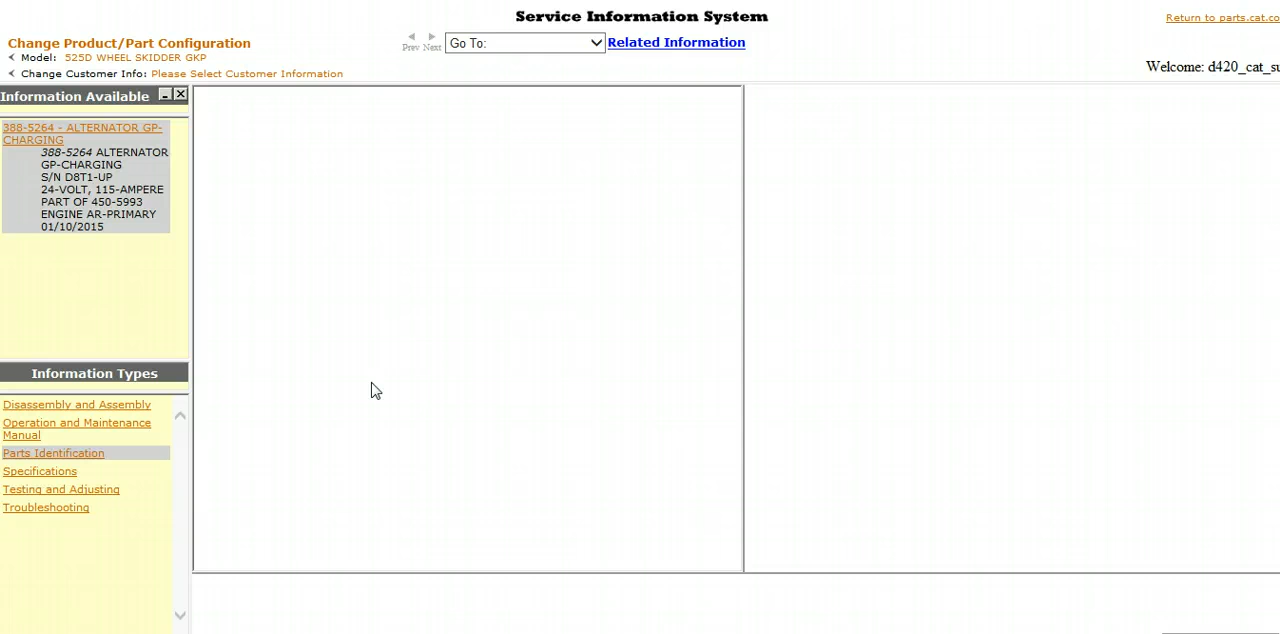 Service Information System
Return to parts.cat.co
Change Product/Part Configuration
Prev Next
Go To:
Related Information
Model: 525D WHEEL SKIDDER GKP
Welcome: d420_cat_su
Change Customer Info: Please Select Customer Information
Information Available
388-5264 - ALTERNATOR GP-
CHARGING
388-5264 ALTERNATOR
GP-CHARGING
S/N D8T1-UP
24-VOLT, 115-AMPERE
PART OF 450-5993
ENGINE AR-PRIMARY
01/10/2015
Information Types
Disassembly and Assembly
Operation and Maintenance
Manual
Parts Identification
Specifications
Testing and Adjusting
Troubleshooting